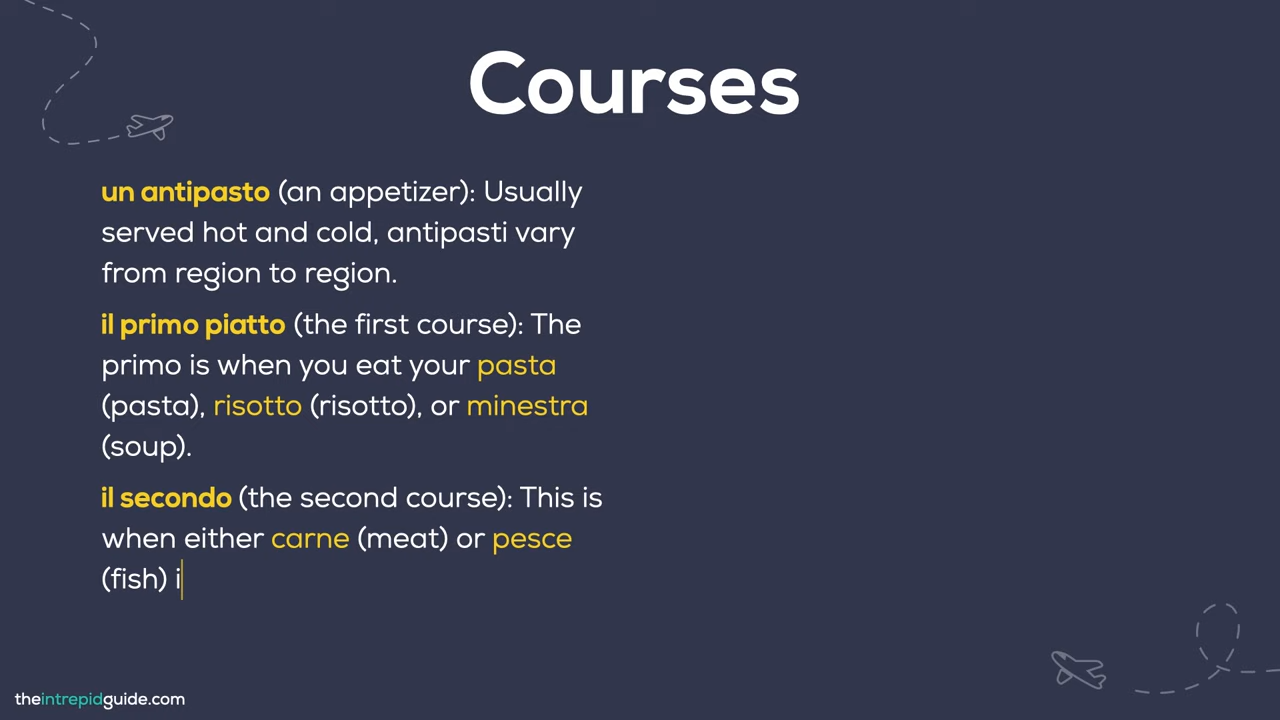 Courses
un antipasto (an appetizer): Usually
served hot and cold, antipasti vary
from region to region.
il primo piatto (the first course): The
primo is when you eat your pasta
(pasta), risotto (risotto), or minestra
(soup).
il secondo (the second course): This is
when either carne (meat) or pesce
(fish) i
theintrepidguide.com